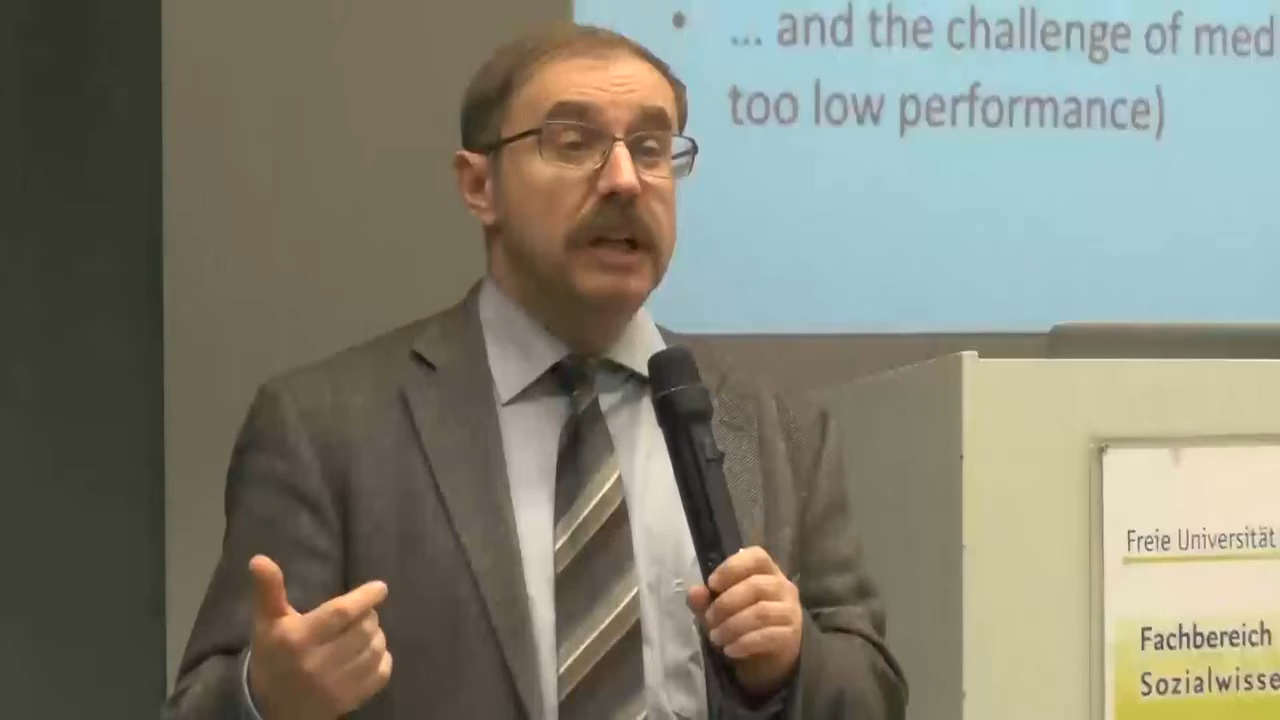 • ... and the challenge of med
too low performance)
Freie Universität
Fachbereich
Sozialwisse